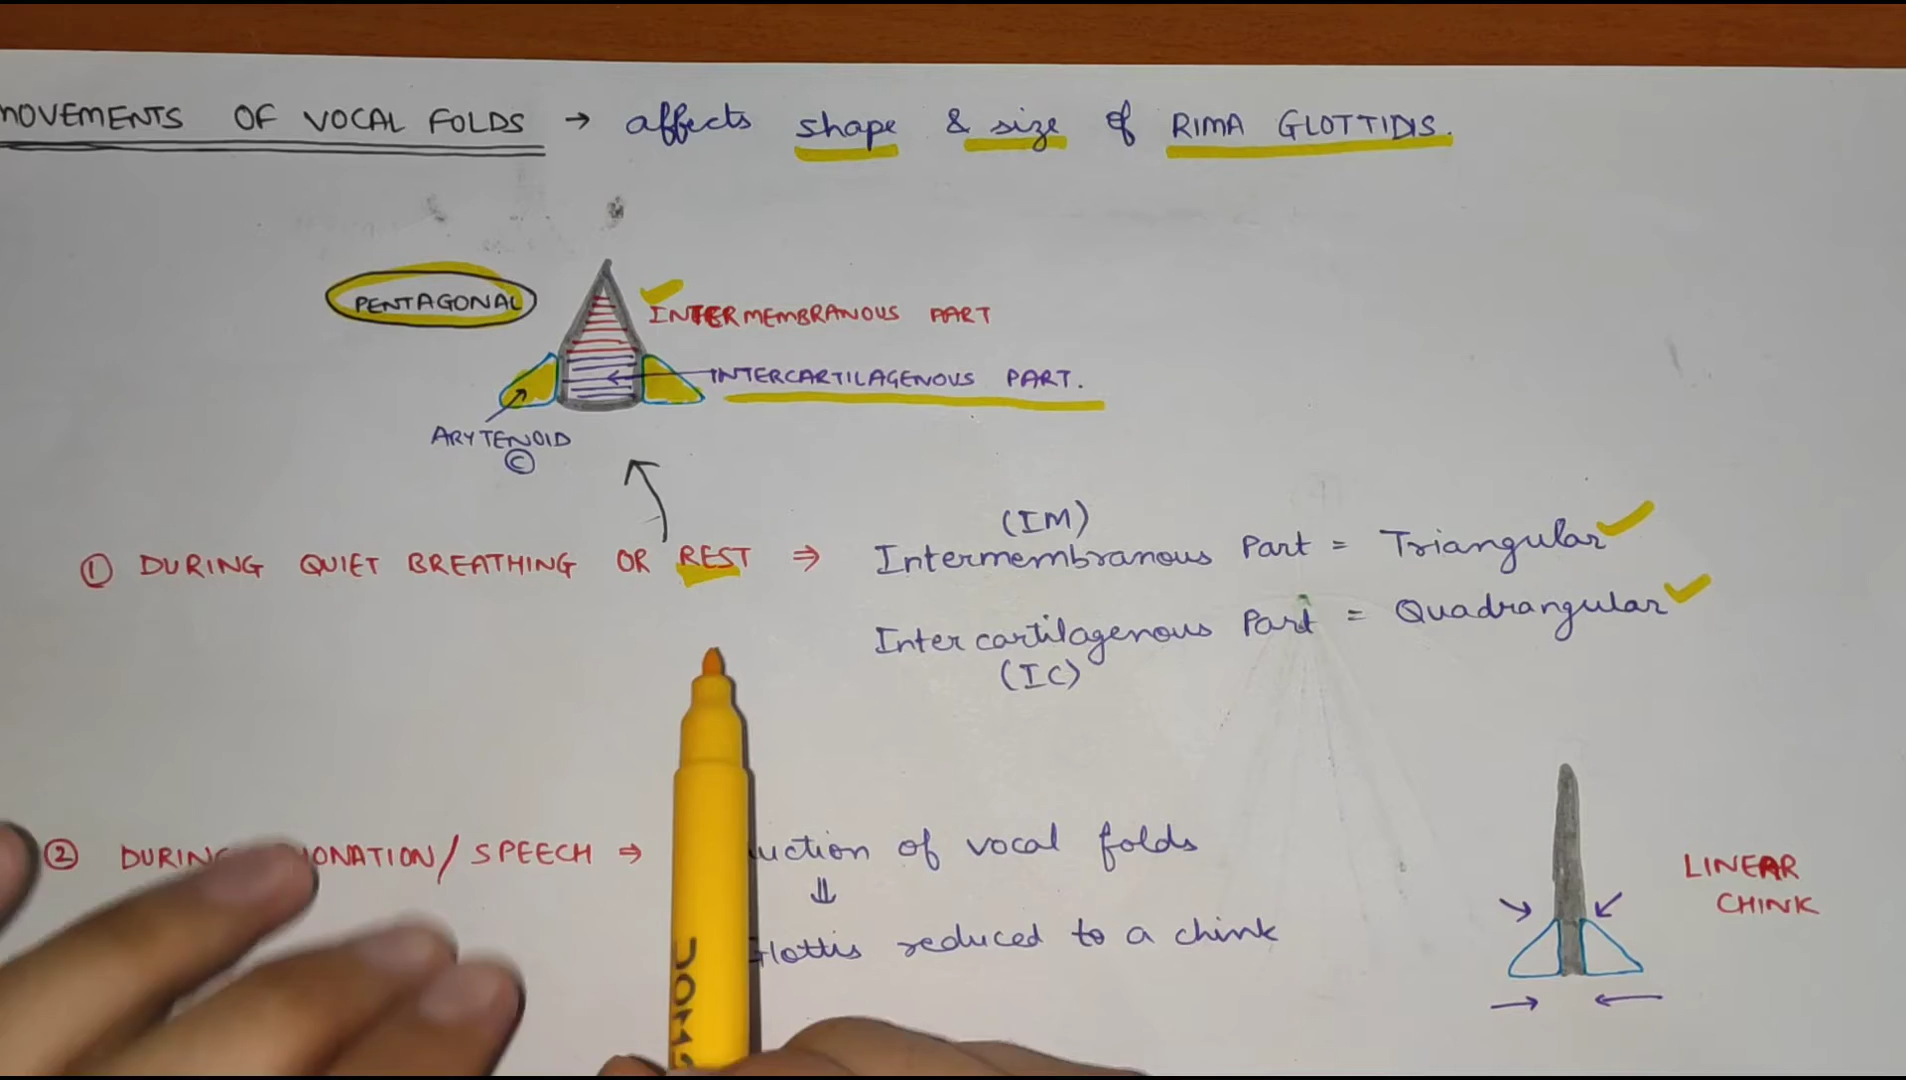 MOVEMENTS OF VOCAL FOLDS → affects shape & size of RIMA GLOTTIDIS.
PENTAGONAL
INTERMEMBRANOUS PART
INTERCARTILAGENOUS PART.
ARYTENOID
©
(IM)
① DURING QUIET BREATHING OR REST ⇒ Intermembranous Part = Triangular
Intercartilagenous Part = Quadrangular
(IC)
② DURING ONATION/SPEECH ⇒ uction of vocal folds
⇓
lottis reduced to a chink
LINEAR
CHINK
DOMS